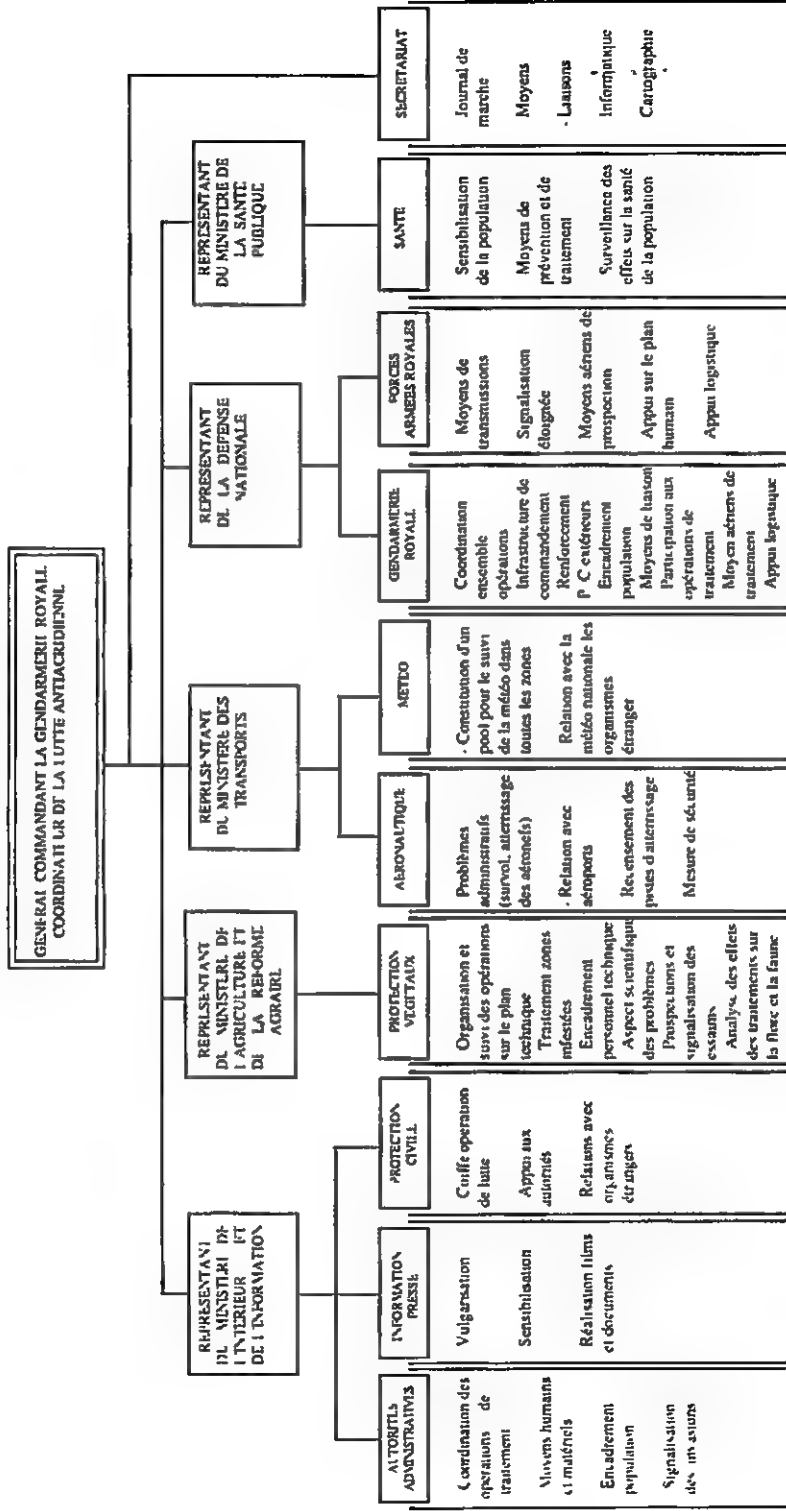 GENERAL COMMANDANT LA GENDARMERIE ROYALE
COORDINATEUR DE LA LUTTE ANTIACRIDIENNE
REPRESENTANT
DU MINISTERE DE
L'INTERIEUR ET
DE L'INFORMATION
REPRESENTANT
DU MINISTERE DE
L'AGRICULTURE ET
DE LA REFORME
AGRAIRE
REPRESENTANT
DU MINISTERE DES
TRANSPORTS
REPRESENTANT
DE LA DEFENSE
NATIONALE
REPRESENTANT
DU MINISTERE DE
LA SANTE
PUBLIQUE
AUTORITES
ADMINISTRATIVES
Coordination des
operations de
traitement
Moyens humains
et matériels
Encadrement
population
Signalisation
des invasions
INFORMATION
PRESSE
Vulgarisation
Sensibilisation
Réalisation films
et documents
PROTECTION
CIVILE
operation
de lutte
Appui aux
autorités
Relations avec
organismes
étrangers
PROTECTION
VEGETAUX
Organisation et
suivi des opérations
sur le plan
technique
Traitement zones
infestées
Encadrement
personnel technique
Aspect scientifique
des problèmes
Prospections et
signalisation des
essaims
Analyse des effets
des traitements sur
la flore et la faune
AERONAUTIQUE
Problèmes
administratifs
(survol, atterrissage
des aéronefs)
- Relation avec
aéroports
Recensement des
pistes d'atterrissage
Mesure de sécurité
METEO
- Constitution d'un
pool pour le suivi
de la météo dans
toutes les zones
Relation avec la
météo nationale les
organismes
étranger
GENDARMERIE
ROYALE
Coordination
ensemble
opérations
Infrastructure de
commandement
Renforcement
P C extérieurs
Encadrement
population
Moyens de liaison
Participation aux
opérations de
traitement
Moyen aériens de
traitement
Appui logistique
FORCES
ARMEES ROYALES
Moyens de
transmissions
Signalisation
éloignée
Moyens aériens de
prospection
Appui sur le plan
humain
Appui logistique
SANTE
Sensibilisation
de la population
Moyens de
prévention et de
traitement
Surveillance des
effets sur la santé
de la population
SECRETARIAT
Journal de
marche
Moyens
- Liaisons
Informatique
Cartographie